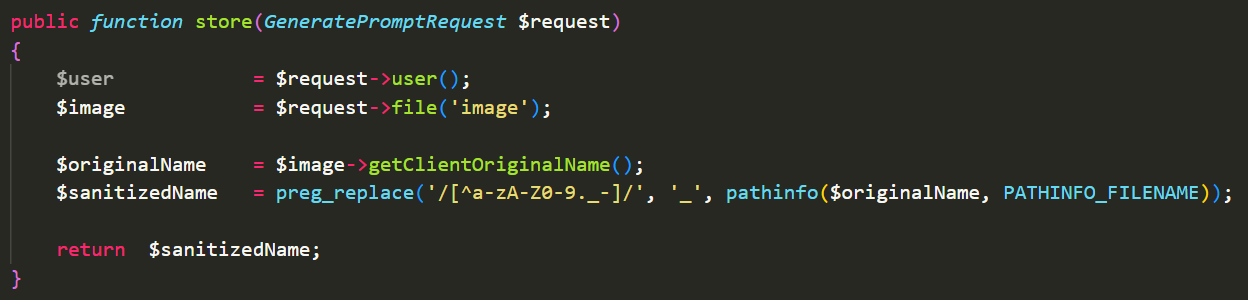 public function store(GeneratePromptRequest $request)
{
    $user            = $request->user();
    $image           = $request->file('image');

    $originalName    = $image->getClientOriginalName();
    $sanitizedName   = preg_replace('/[^a-zA-Z0-9._-]/', '_', pathinfo($originalName, PATHINFO_FILENAME));

    return  $sanitizedName;
}